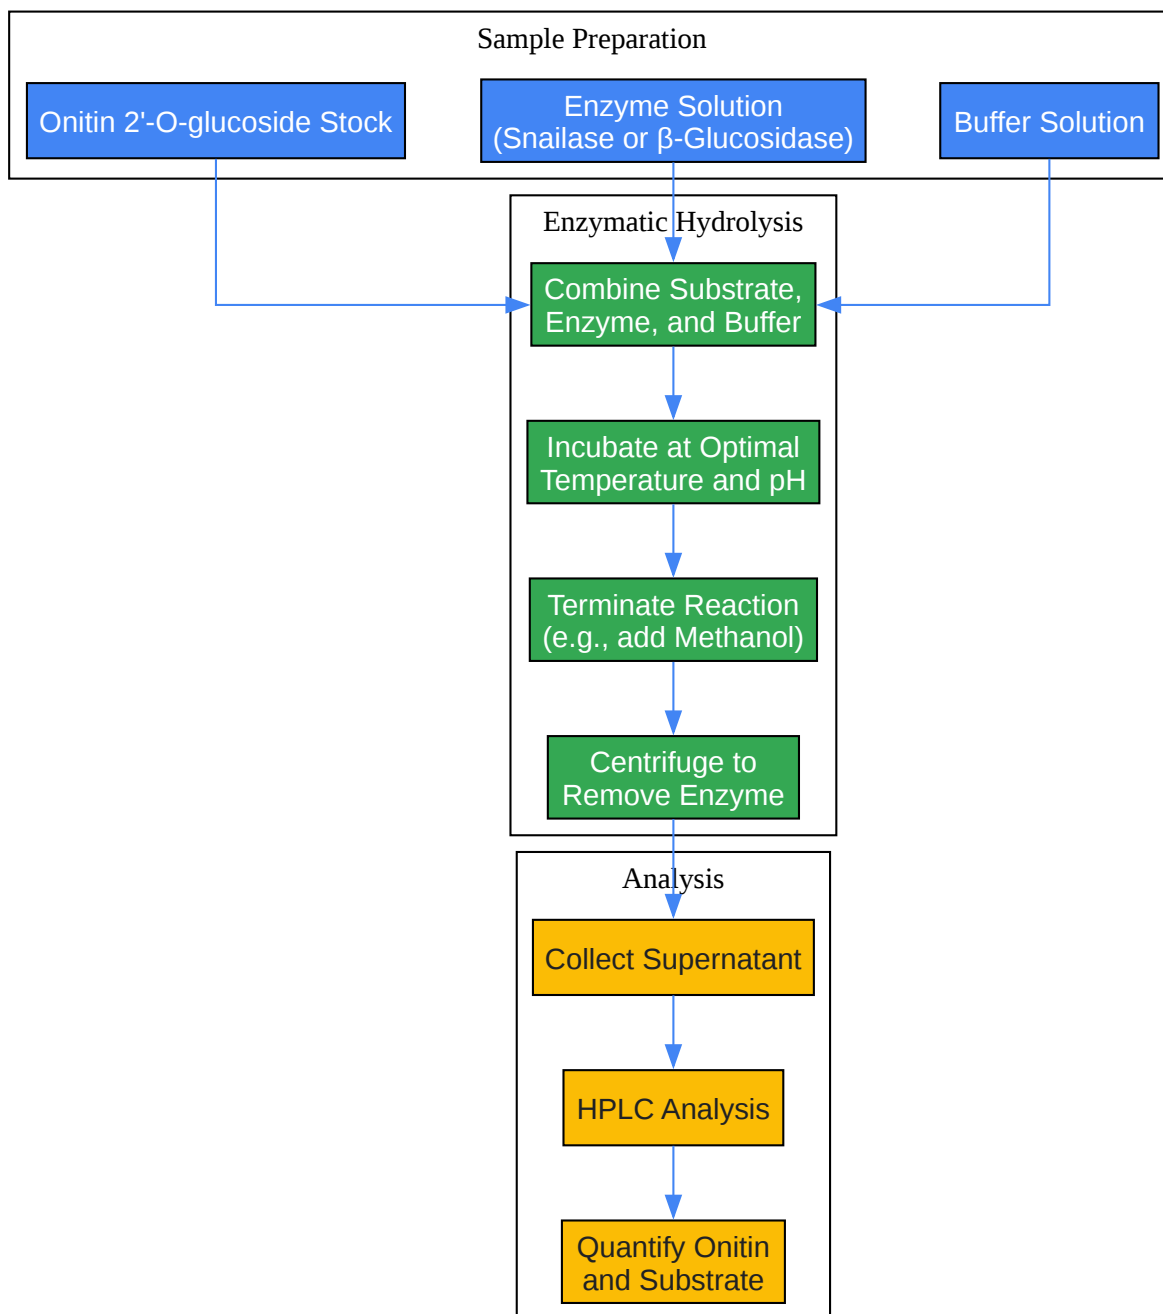 Sample Preparation
Onitin 2'-O-glucoside Stock
Enzyme Solution
(Snailase or β-Glucosidase)
Buffer Solution
Enzymatic Hydrolysis
Combine Substrate,
Enzyme, and Buffer
Incubate at Optimal
Temperature and pH
Terminate Reaction
(e.g., add Methanol)
Centrifuge to
Remove Enzyme
Analysis
Collect Supernatant
HPLC Analysis
Quantify Onitin
and Substrate